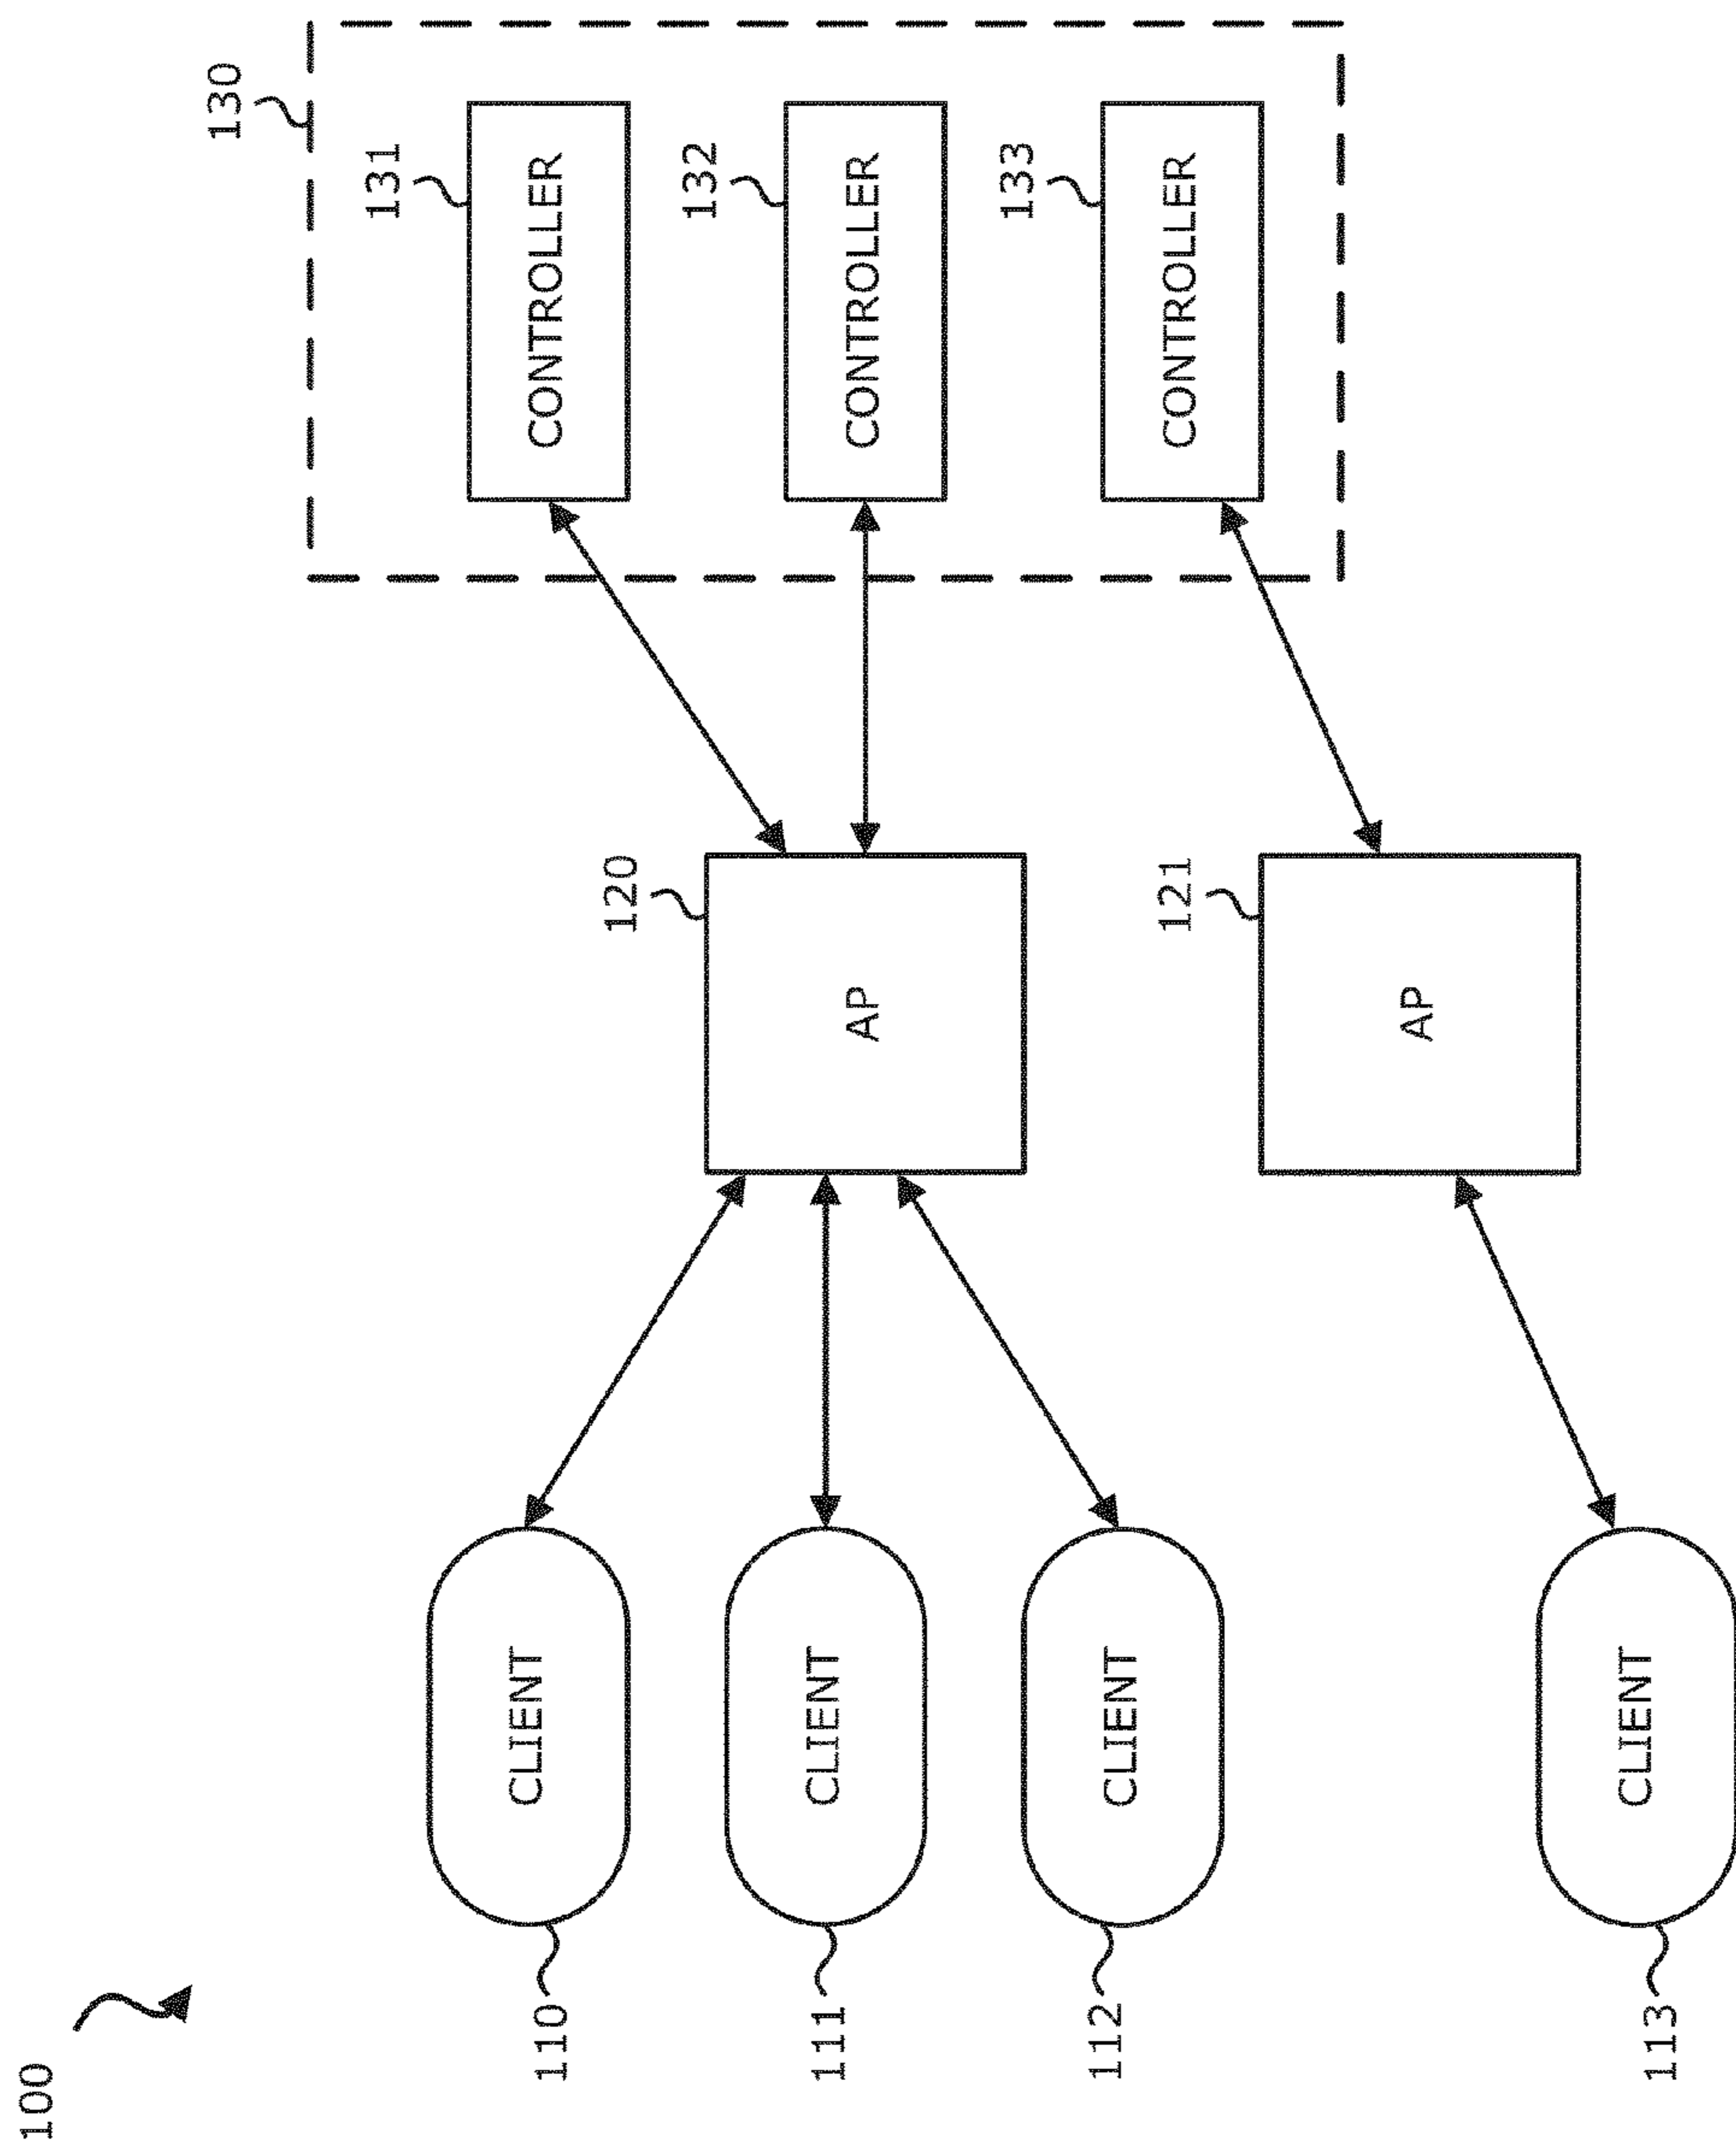 100
110
CLIENT
111
CLIENT
112
CLIENT
113
CLIENT
120
AP
121
AP
130
131
CONTROLLER
132
CONTROLLER
133
CONTROLLER